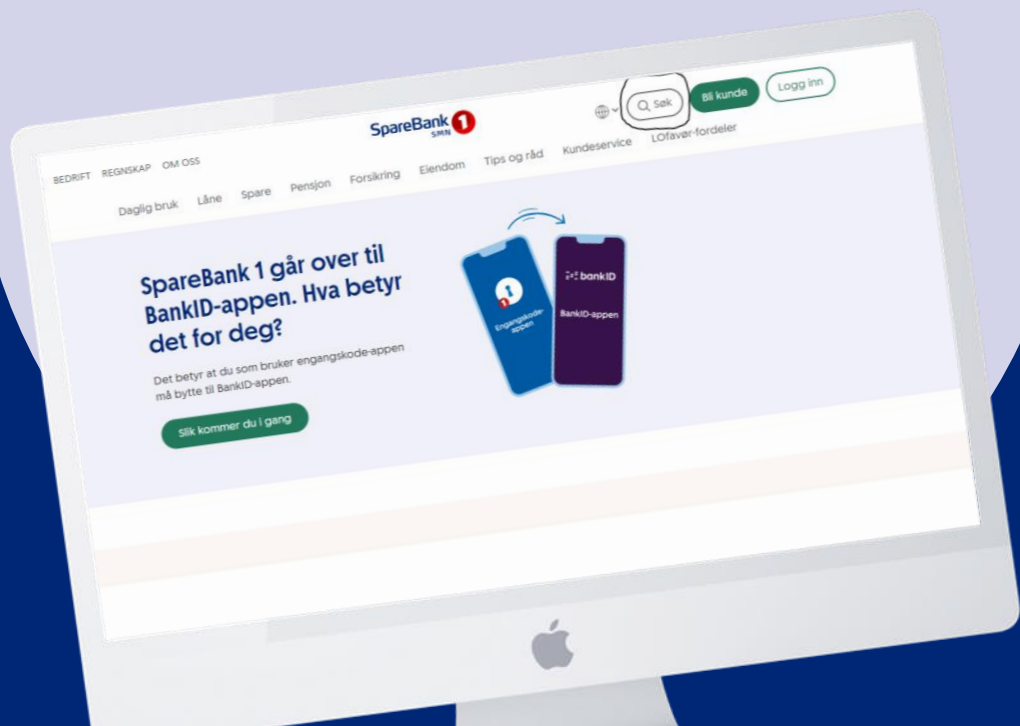 BEDRIFT REGNSKAP OM OSS
SpareBank 1
SMN
Søk
Bli kunde
Logg inn
Daglig bruk Låne Spare Pensjon Forsikring Eiendom Tips og råd Kundeservice LOfavør-fordeler
SpareBank 1 går over til
BankID-appen. Hva betyr
det for deg?
Det betyr at du som bruker engangskode-appen
må bytte til BankID-appen.
Slik kommer du i gang
1
Engangskode-
appen
bankID
BankID-appen